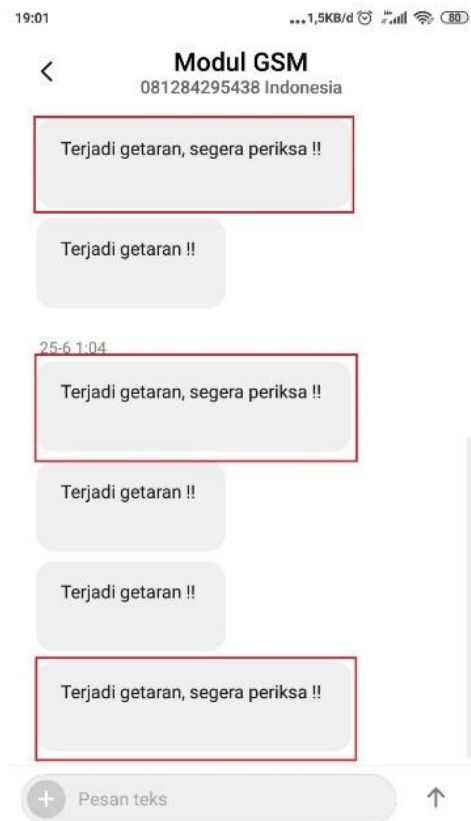 19:01
...1,5KB/d
80
Modul GSM
081284295438 Indonesia
Terjadi getaran, segera periksa !!
Terjadi getaran !!
25-6 1:04
Terjadi getaran, segera periksa !!
Terjadi getaran !!
Terjadi getaran !!
Terjadi getaran, segera periksa !!
Pesan teks